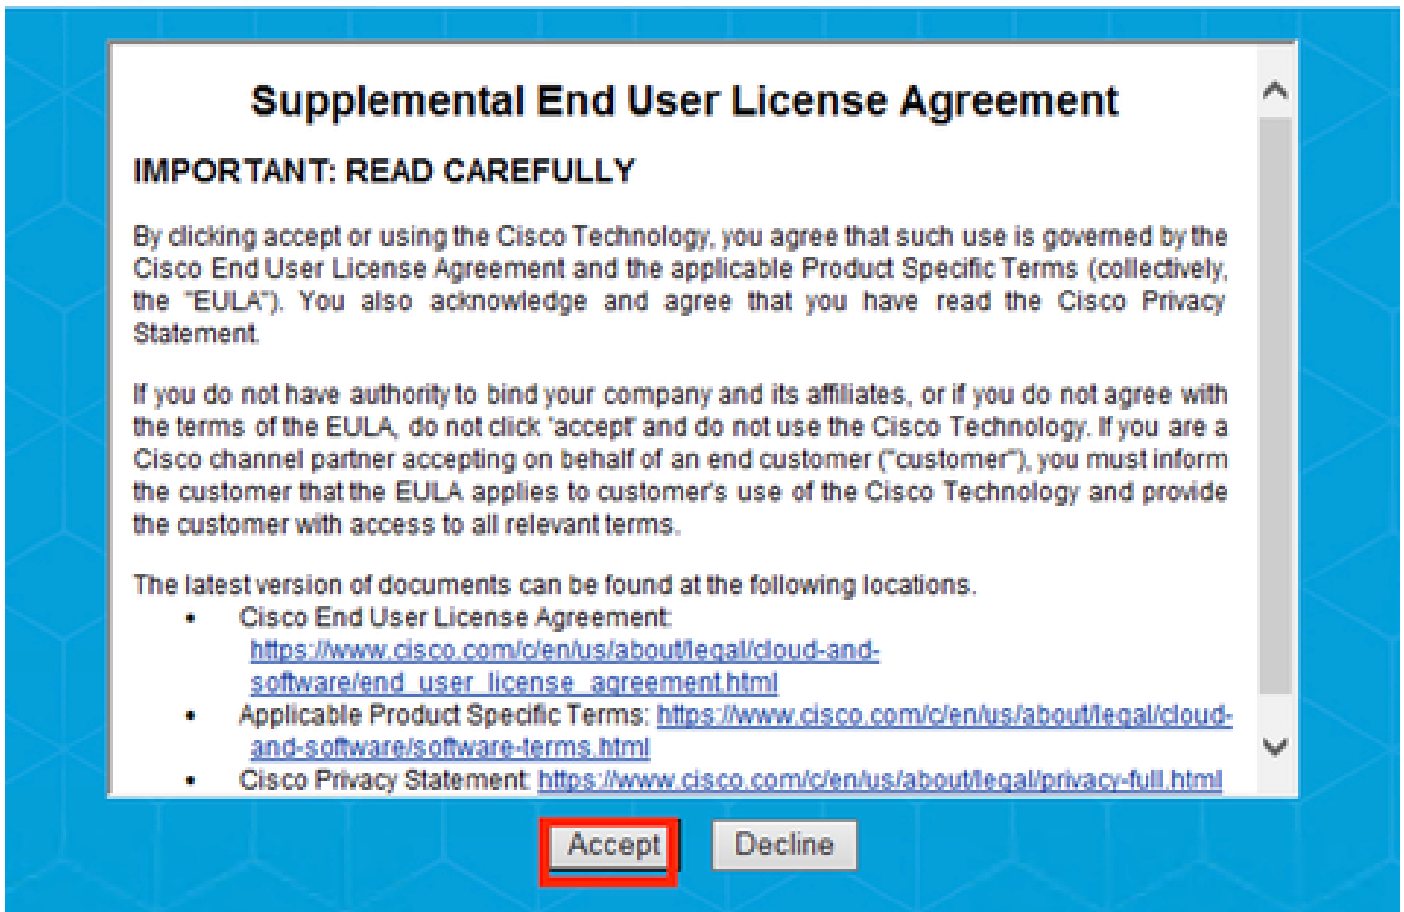 Supplemental End User License Agreement
IMPORTANT: READ CAREFULLY
By clicking accept or using the Cisco Technology, you agree that such use is governed by the
Cisco End User License Agreement and the applicable Product Specific Terms (collectively,
the "EULA"). You also acknowledge and agree that you have read the Cisco Privacy
Statement.
If you do not have authority to bind your company and its affiliates, or if you do not agree with
the terms of the EULA, do not click 'accept' and do not use the Cisco Technology. If you are a
Cisco channel partner accepting on behalf of an end customer ("customer"), you must inform
the customer that the EULA applies to customer's use of the Cisco Technology and provide
the customer with access to all relevant terms.
The latest version of documents can be found at the following locations.
• Cisco End User License Agreement:
https://www.cisco.com/c/en/us/about/legal/cloud-and-
software/end_user_license_agreement.html
• Applicable Product Specific Terms: https://www.cisco.com/c/en/us/about/legal/cloud-
and-software/software-terms.html
• Cisco Privacy Statement: https://www.cisco.com/c/en/us/about/legal/privacy-full.html
Accept Decline